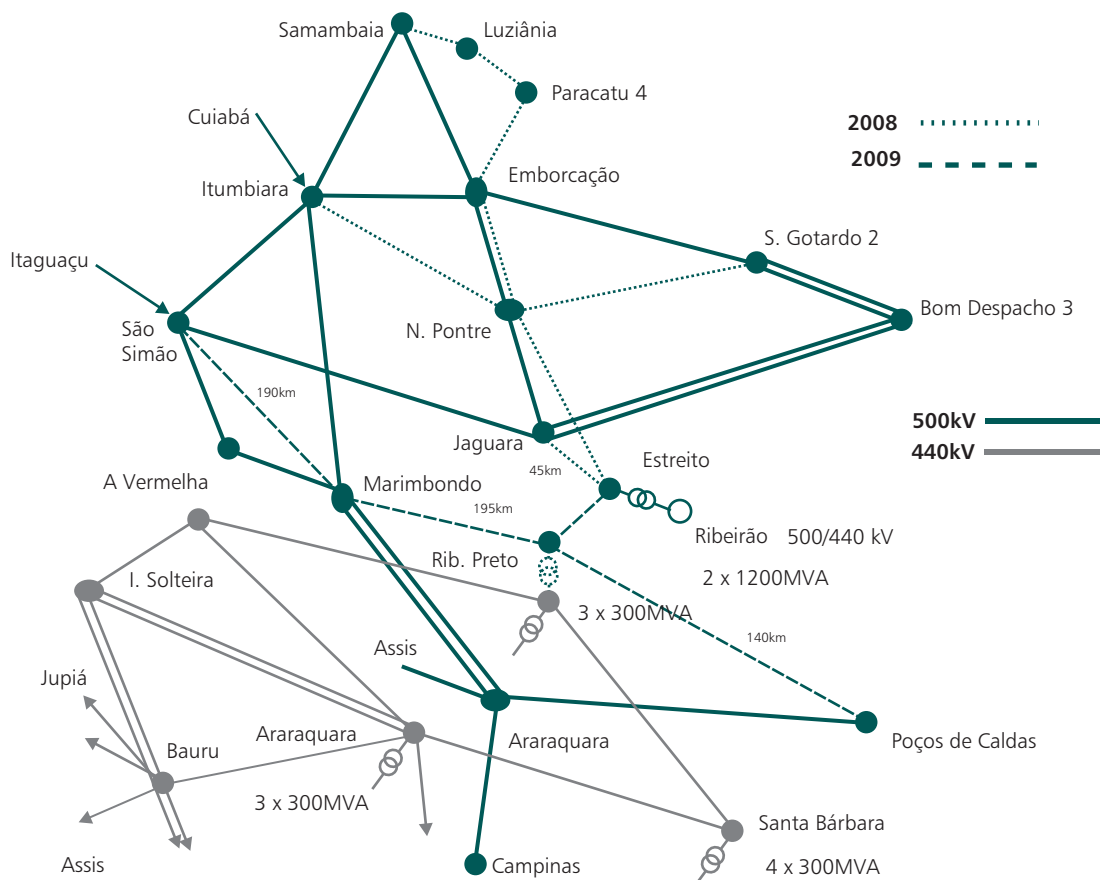 Samambaia
Luziânia
Paracatu 4
Cuiabá
2008
2009
Emborcação
Itumbiara
S. Gotardo 2
Itaguaçu
Bom Despacho 3
São
Simão
N. Pontre
190km
500kV
440kV
Jaguara
45km
Estreito
A Vermelha
Marimbondo
195km
Ribeirão 500/440 kV
Rib. Preto
2 x 1200MVA
I. Solteira
3 x 300MVA
140km
Assis
Jupiá
Araraquara
Araraquara
Poços de Caldas
Bauru
3 x 300MVA
Santa Bárbara
Assis
Campinas
4 x 300MVA